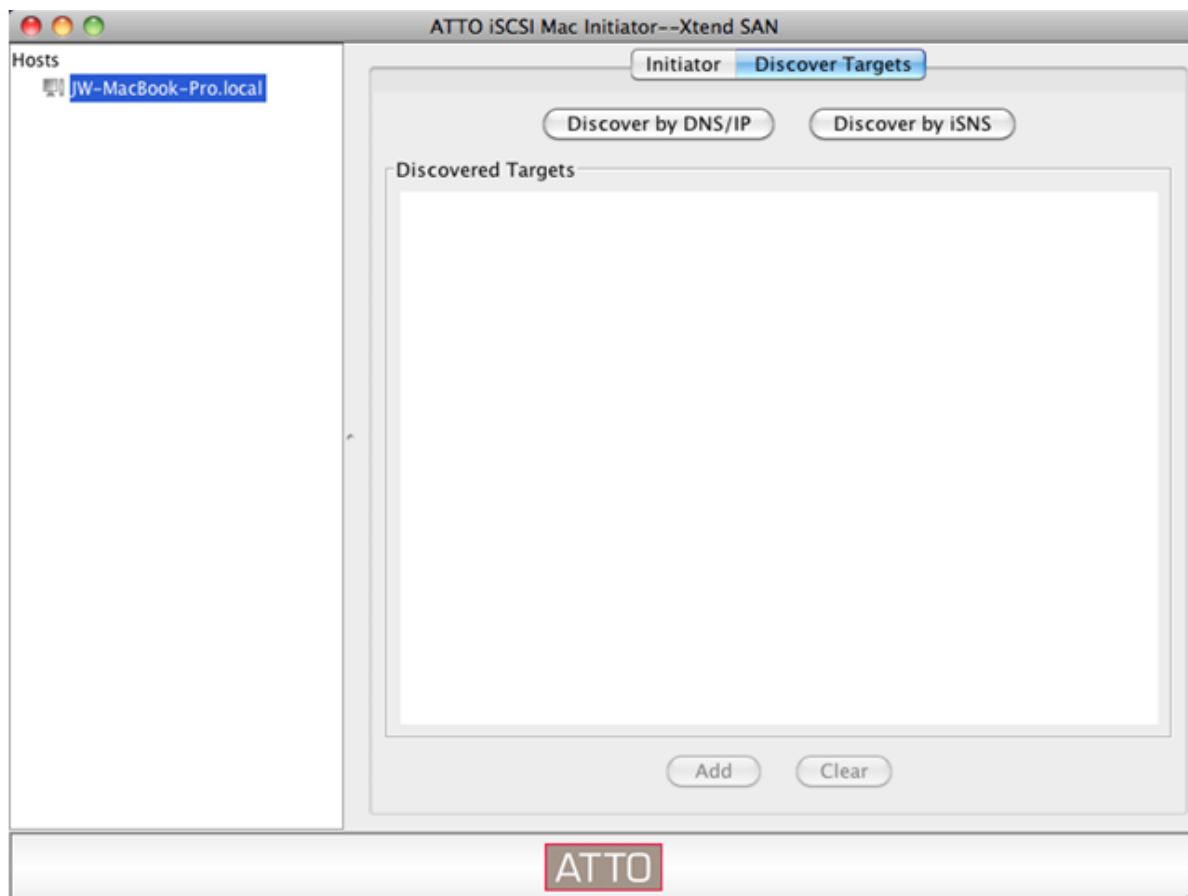 ATTO iSCSI Mac Initiator--Xtend SAN
Hosts
JW-MacBook-Pro.local
Initiator Discover Targets
Discover by DNS/IP Discover by iSNS
Discovered Targets
Add Clear
ATTO